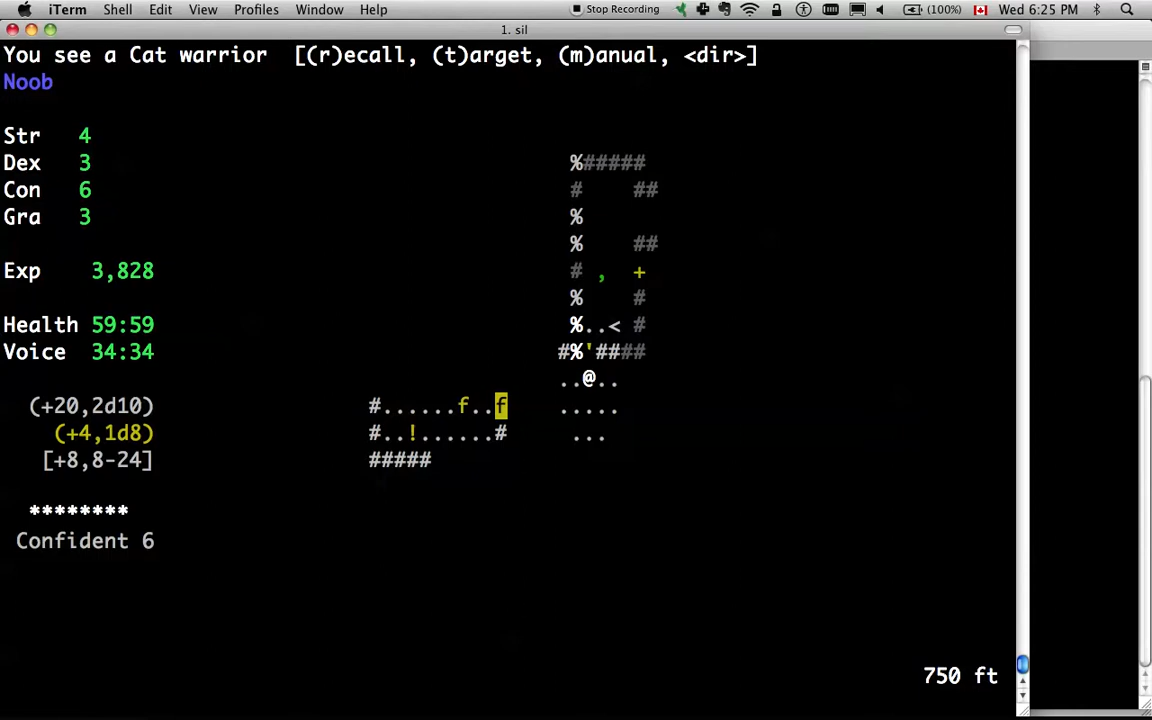 iTerm Shell Edit View Profiles Window Help Stop Recording (100%) Wed 6:25 PM
1. sil
You see a Cat warrior [(r)ecall, (t)arget, (m)anual, <dir>]
Noob
Str 4
%#####
Dex 3
# ##
Con 6
%
Gra 3
% ##
Exp 3,828
# , +
% #
Health 59:59
%..< #
Voice 34:34
#%'####
..@..
(+20,2d10)
#......f..f .....
(+4,1d8)
#..!......# ...
[+8,8-24]
#####
********
Confident 6
750 ft